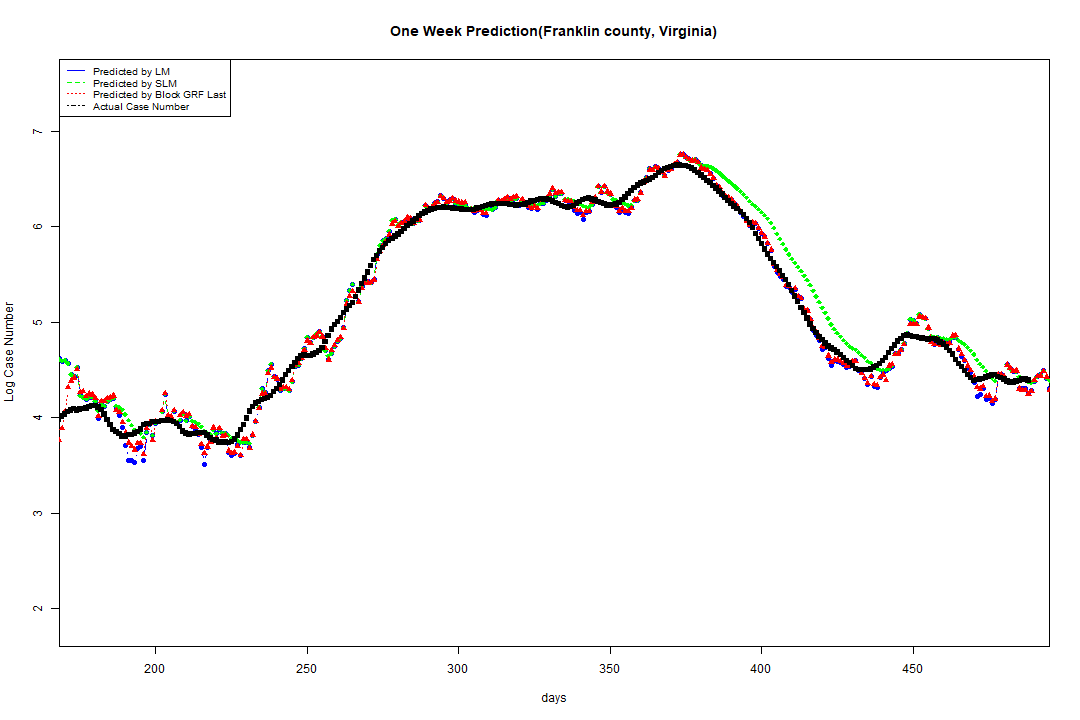 One Week Prediction(Franklin county, Virginia)
Predicted by LM
Predicted by SLM
Predicted by Block GRF Last
Actual Case Number
7
6
5
4
3
2
Log Case Number
200 250 300 350 400 450
days